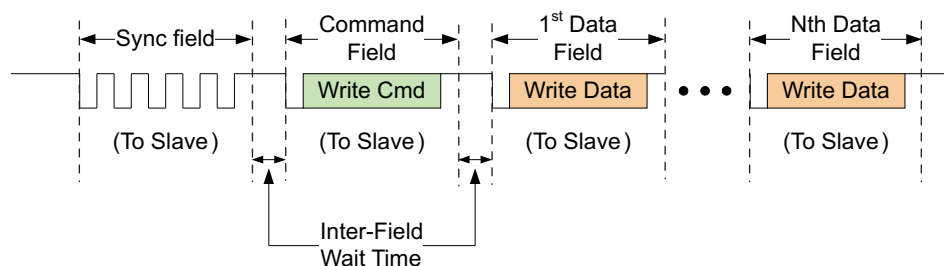 Sync field
Command
Field
1st Data
Field
Nth Data
Field
Write Cmd
Write Data
Write Data
(To Slave)
(To Slave)
(To Slave)
(To Slave)
Inter-Field
Wait Time